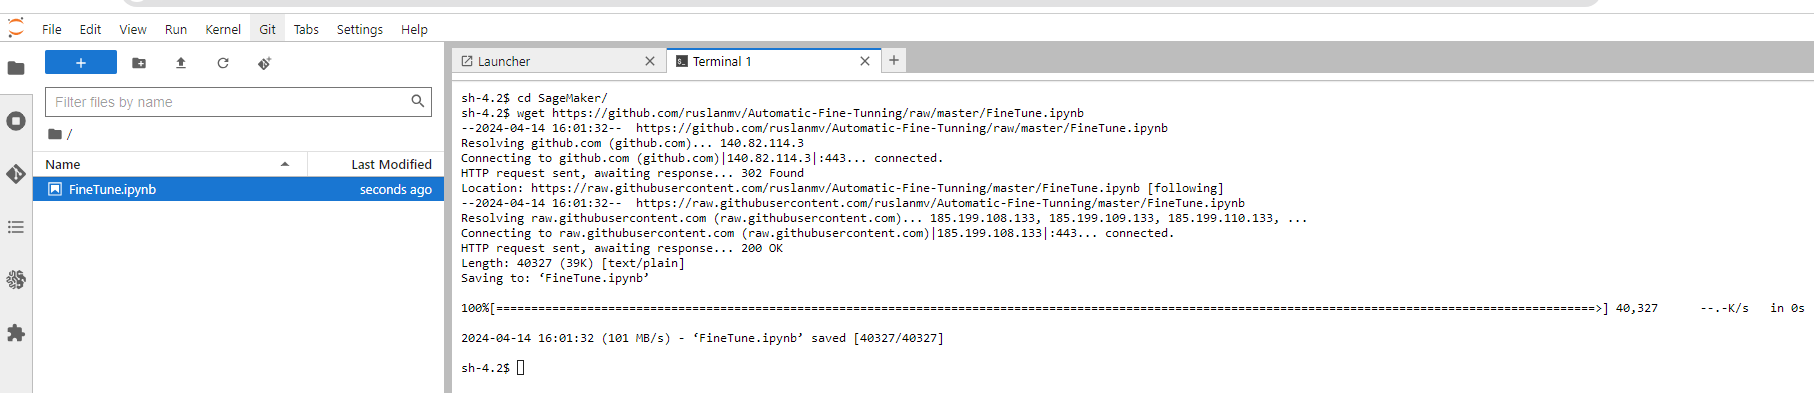 File Edit View Run Kernel Git Tabs Settings Help
+
Filter files by name
/
Name Last Modified
FineTune.ipynb seconds ago
Launcher
Terminal 1
sh-4.2$ cd SageMaker/
sh-4.2$ wget https://github.com/ruslanmv/Automatic-Fine-Tunning/raw/master/FineTune.ipynb
--2024-04-14 16:01:32--  https://github.com/ruslanmv/Automatic-Fine-Tunning/raw/master/FineTune.ipynb
Resolving github.com (github.com)... 140.82.114.3
Connecting to github.com (github.com)|140.82.114.3|:443... connected.
HTTP request sent, awaiting response... 302 Found
Location: https://raw.githubusercontent.com/ruslanmv/Automatic-Fine-Tunning/master/FineTune.ipynb [following]
--2024-04-14 16:01:32--  https://raw.githubusercontent.com/ruslanmv/Automatic-Fine-Tunning/master/FineTune.ipynb
Resolving raw.githubusercontent.com (raw.githubusercontent.com)... 185.199.108.133, 185.199.109.133, 185.199.110.133, ...
Connecting to raw.githubusercontent.com (raw.githubusercontent.com)|185.199.108.133|:443... connected.
HTTP request sent, awaiting response... 200 OK
Length: 40327 (39K) [text/plain]
Saving to: ‘FineTune.ipynb’
100%[=============================================================================================================================================================>] 40,327      --.-K/s   in 0s
2024-04-14 16:01:32 (101 MB/s) - ‘FineTune.ipynb’ saved [40327/40327]
sh-4.2$